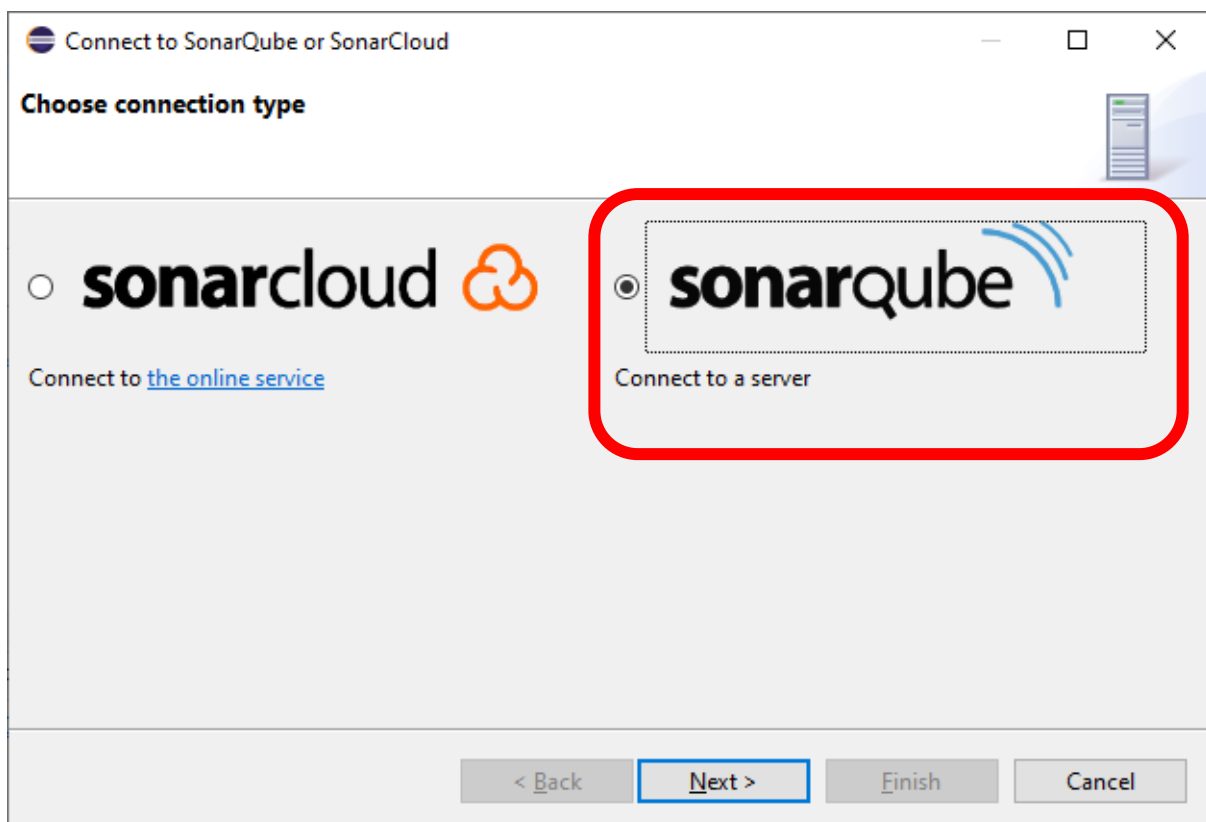 Connect to SonarQube or SonarCloud
Choose connection type
sonarcloud
sonarqube
Connect to the online service
Connect to a server
< Back
Next >
Finish
Cancel